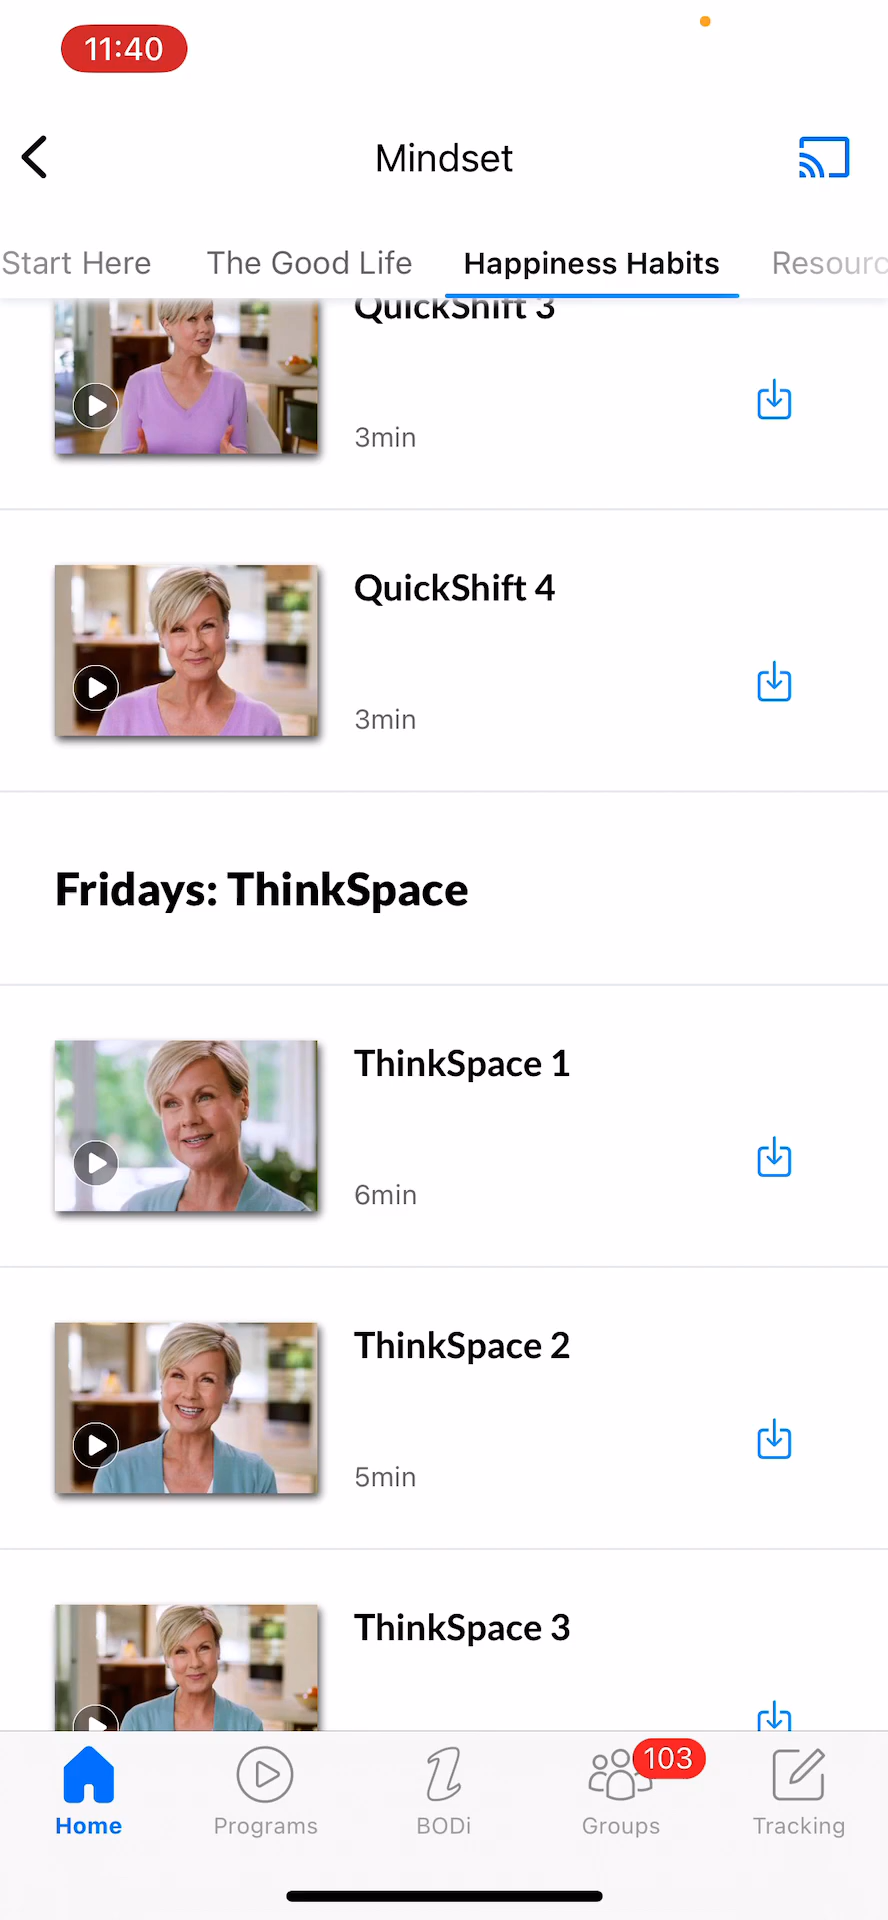 11:40
Mindset
Start Here The Good Life Happiness Habits Resourc
QuickShift 3
3min
QuickShift 4
3min
Fridays: ThinkSpace
ThinkSpace 1
6min
ThinkSpace 2
5min
ThinkSpace 3
103
Home Programs BODi Groups Tracking